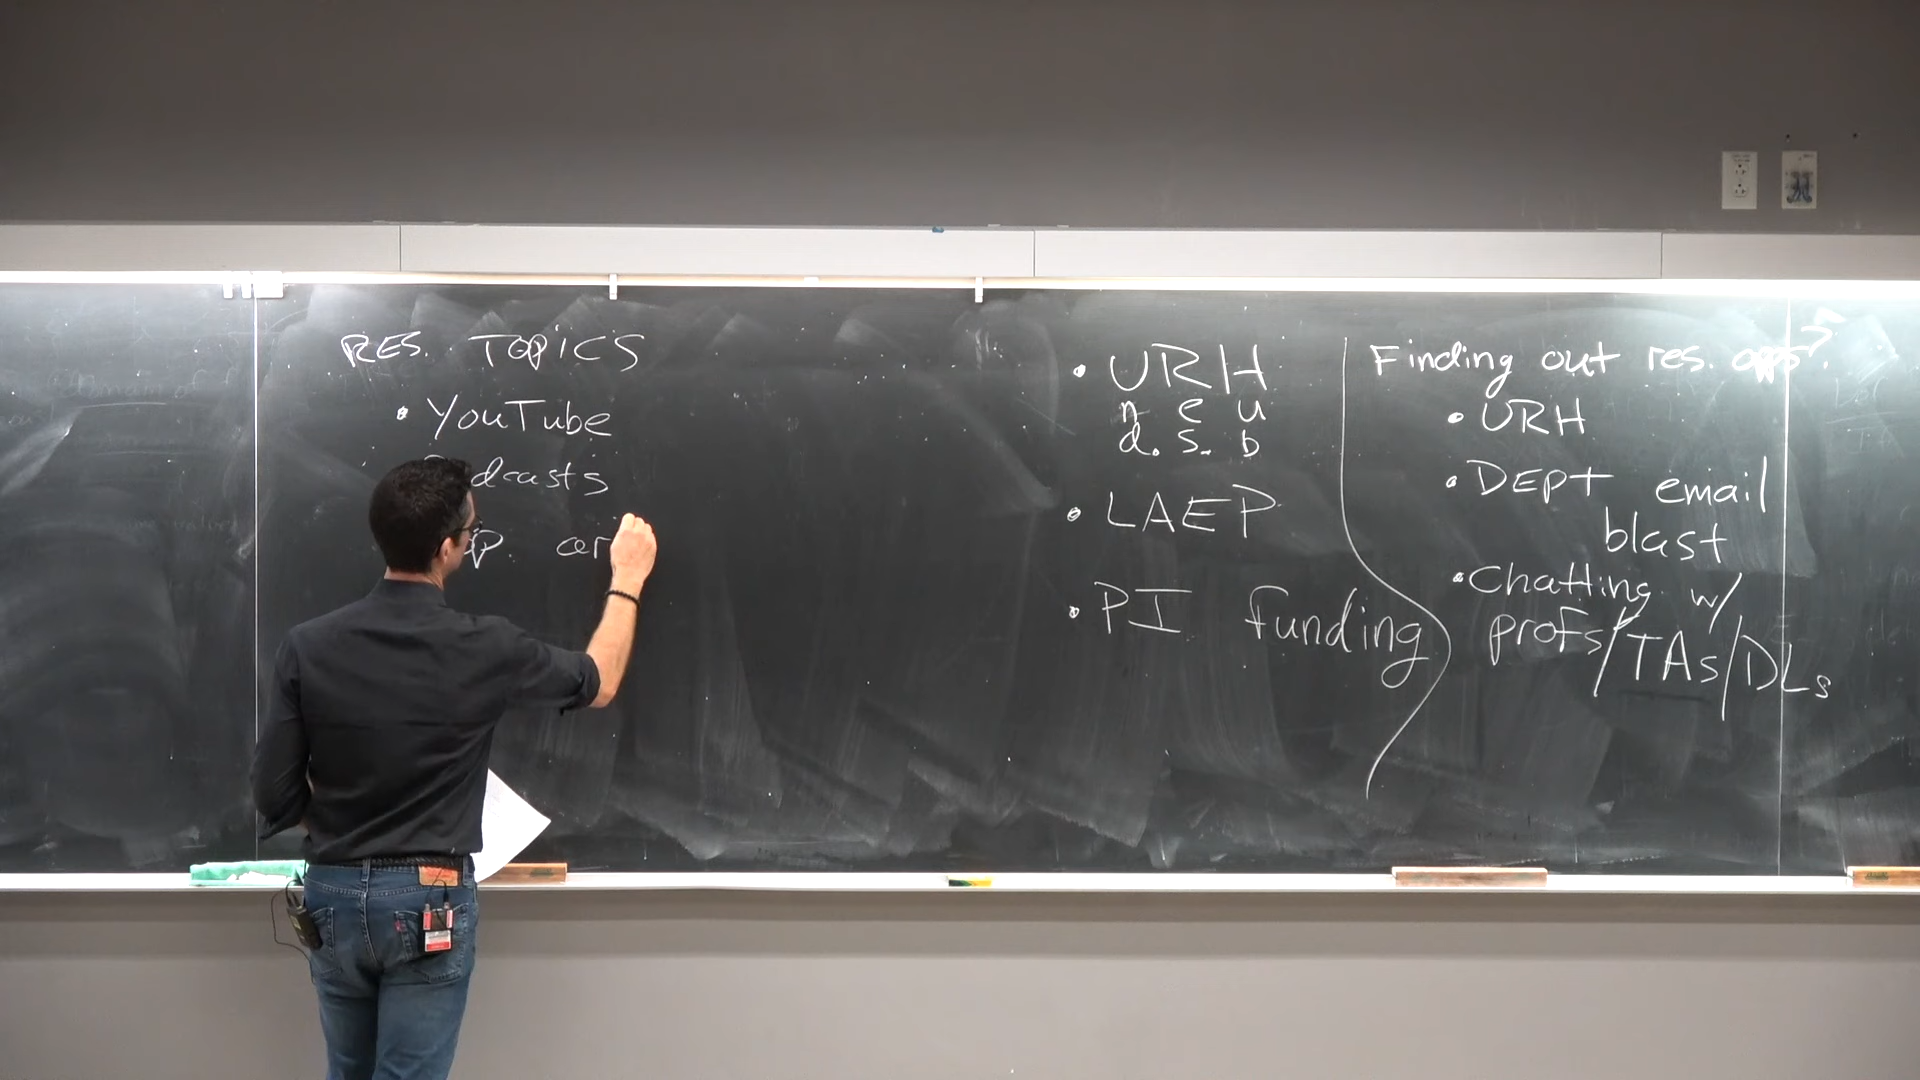 RES. TOPICS
• YouTube
dcasts
p.
• URH
n e u
d. s. b
• LAEP
• PI funding
Finding out res. opps?
• URH
• DEPT email
blast
• Chatting w/
profs/TAs/DLs